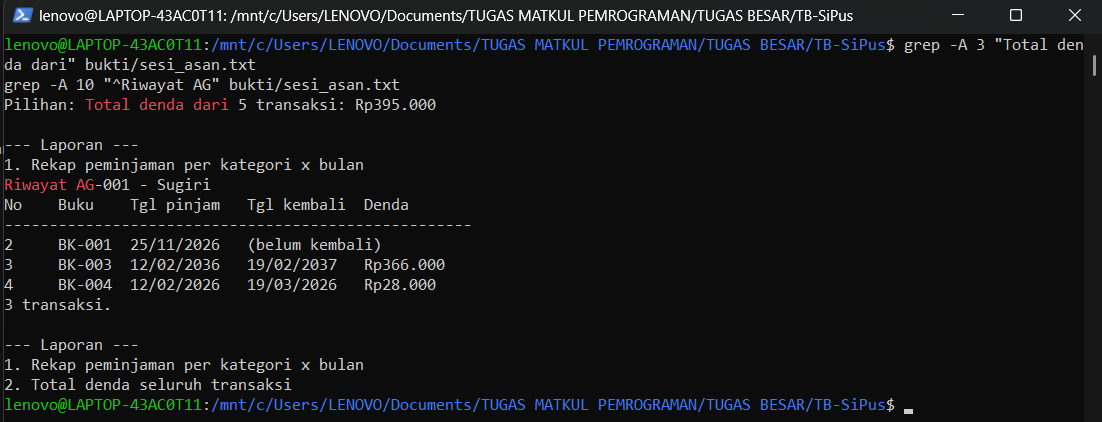 lenovo@LAPTOP-43AC0T11: /mnt/c/Users/LENOVO/Documents/TUGAS MATKUL PEMROGRAMAN/TUGAS BESAR/TB-SiPus
lenovo@LAPTOP-43AC0T11:/mnt/c/Users/LENOVO/Documents/TUGAS MATKUL PEMROGRAMAN/TUGAS BESAR/TB-SiPus$ grep -A 3 "Total den
da dari" bukti/sesi_asan.txt
grep -A 10 "^Riwayat AG" bukti/sesi_asan.txt
Pilihan: Total denda dari 5 transaksi: Rp395.000
--- Laporan ---
1. Rekap peminjaman per kategori x bulan
Riwayat AG-001 - Sugiri
No    Buku    Tgl pinjam   Tgl kembali  Denda
----------------------------------------------------
2     BK-001  25/11/2026   (belum kembali)
3     BK-003  12/02/2036   19/02/2037   Rp366.000
4     BK-004  12/02/2026   19/03/2026   Rp28.000
3 transaksi.
--- Laporan ---
1. Rekap peminjaman per kategori x bulan
2. Total denda seluruh transaksi
lenovo@LAPTOP-43AC0T11:/mnt/c/Users/LENOVO/Documents/TUGAS MATKUL PEMROGRAMAN/TUGAS BESAR/TB-SiPus$